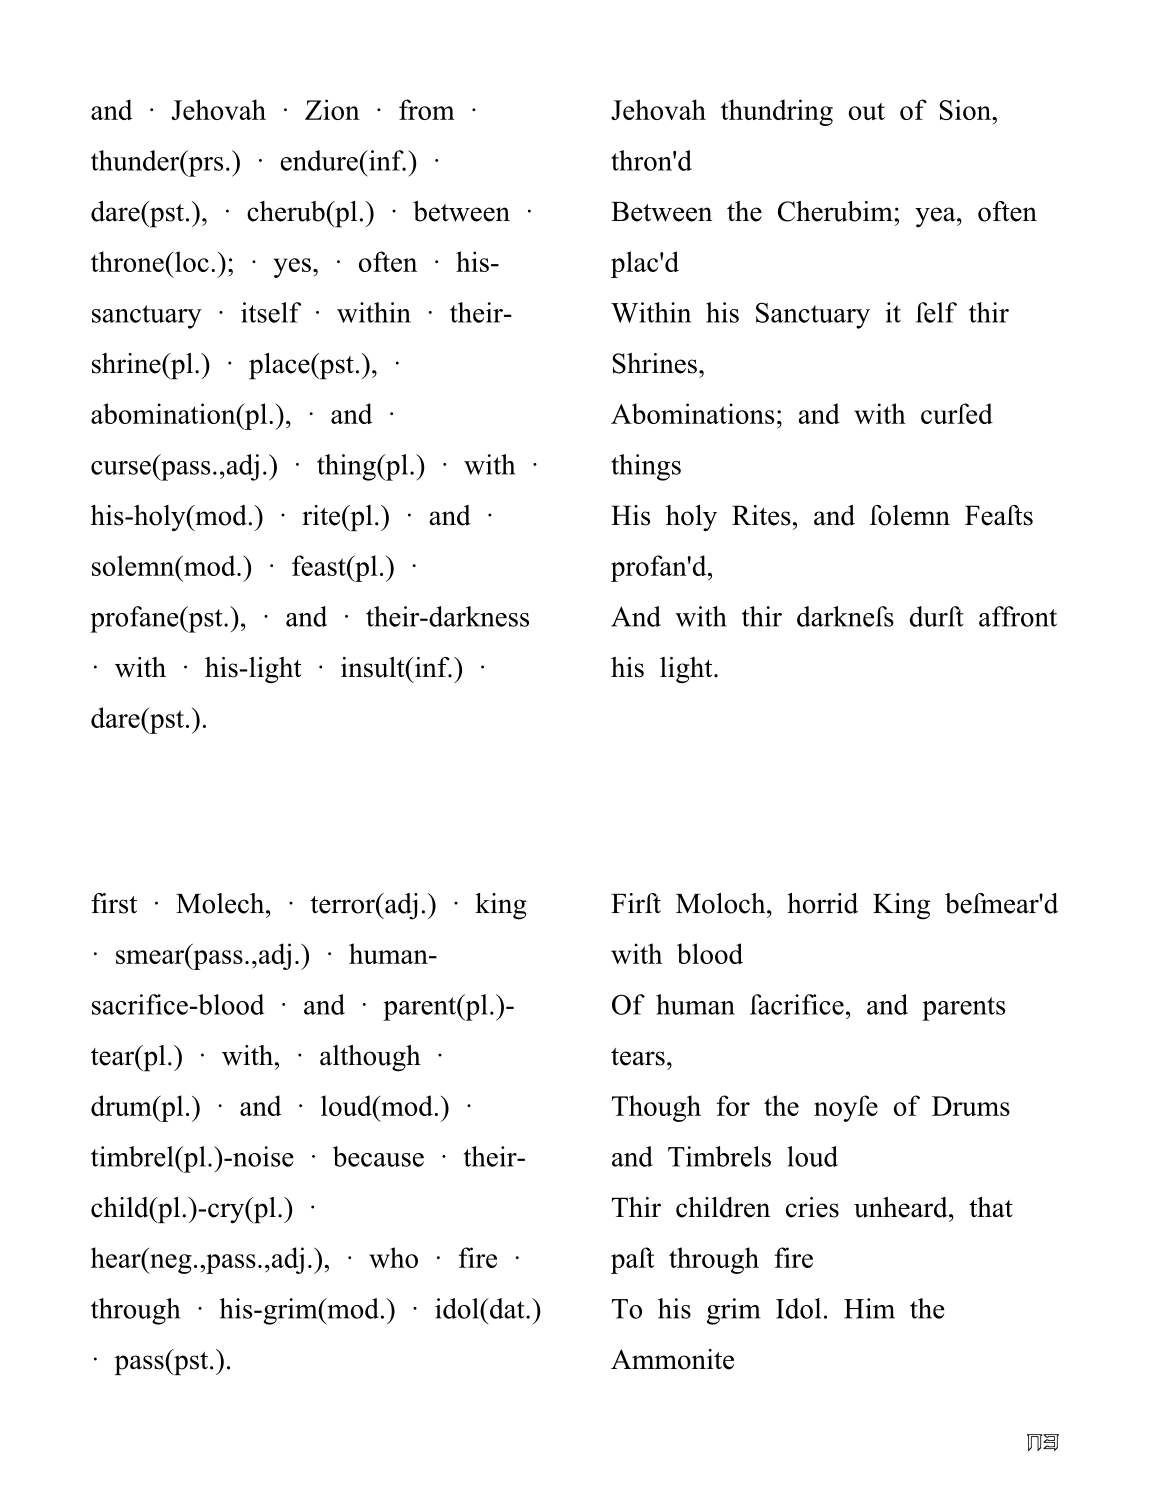 and · Jehovah · Zion · from ·
thunder(prs.) · endure(inf.) ·
dare(pst.), · cherub(pl.) · between ·
throne(loc.); · yes, · often · his-
sanctuary · itself · within · their-
shrine(pl.) · place(pst.), ·
abomination(pl.), · and ·
curse(pass.,adj.) · thing(pl.) · with ·
his-holy(mod.) · rite(pl.) · and ·
solemn(mod.) · feast(pl.) ·
profane(pst.), · and · their-darkness
· with · his-light · insult(inf.) ·
dare(pst.).
Jehovah thundring out of Sion,
thron'd
Between the Cherubim; yea, often
plac'd
Within his Sanctuary it ſelf thir
Shrines,
Abominations; and with curſed
things
His holy Rites, and ſolemn Feaſts
profan'd,
And with thir darkneſs durſt affront
his light.
first · Molech, · terror(adj.) · king
· smear(pass.,adj.) · human-
sacrifice-blood · and · parent(pl.)-
tear(pl.) · with, · although ·
drum(pl.) · and · loud(mod.) ·
timbrel(pl.)-noise · because · their-
child(pl.)-cry(pl.) ·
hear(neg.,pass.,adj.), · who · fire ·
through · his-grim(mod.) · idol(dat.)
· pass(pst.).
Firſt Moloch, horrid King beſmear'd
with blood
Of human ſacrifice, and parents
tears,
Though for the noyſe of Drums
and Timbrels loud
Thir children cries unheard, that
paſt through fire
To his grim Idol. Him the
Ammonite